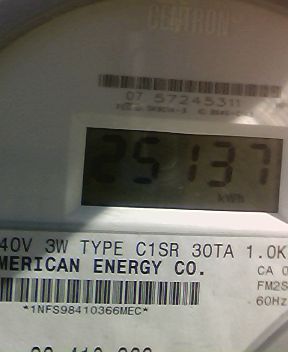 CENTRON
07 57245311
25137
kWh
40V 3W TYPE C1SR 30TA 1.0K
MERICAN ENERGY CO.
CA 0
FM2S
60Hz
*1NFS98410366MEC*